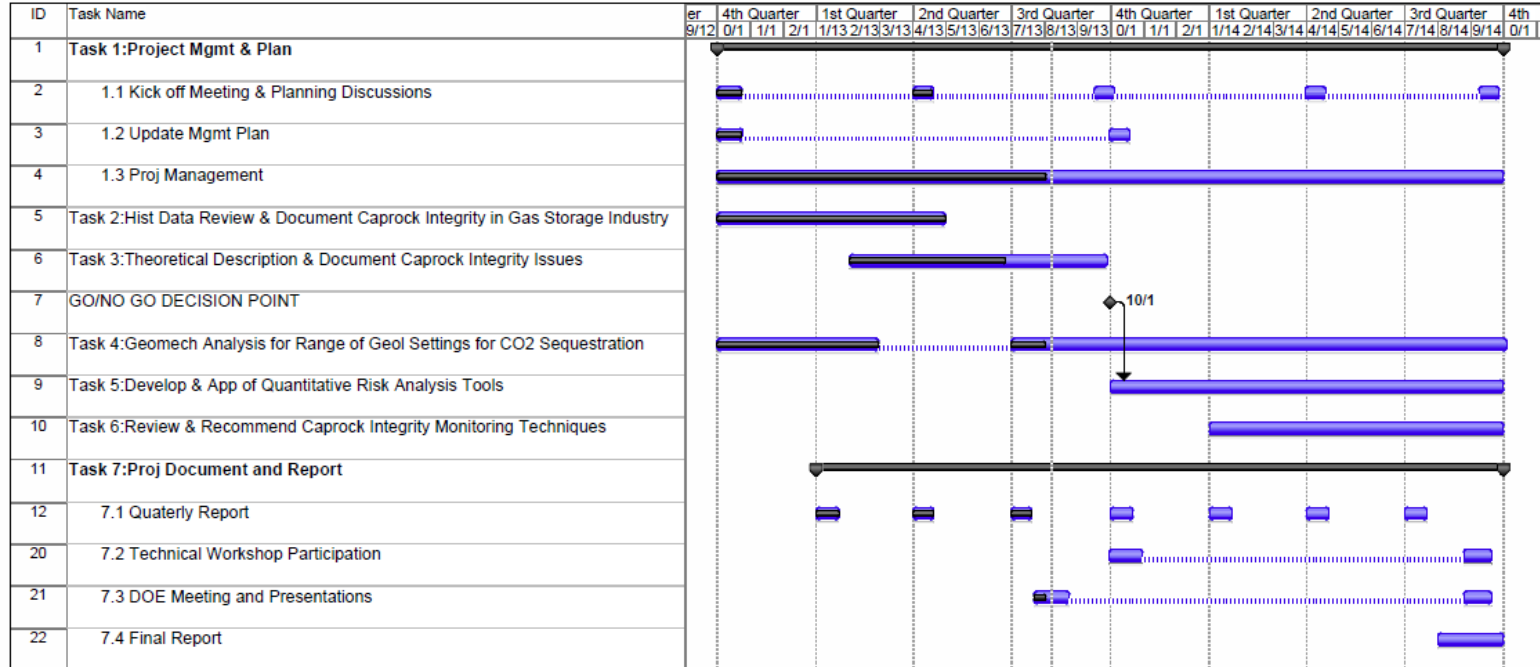 ID Task Name er 4th Quarter 1st Quarter 2nd Quarter 3rd Quarter 4th Quarter 1st Quarter 2nd Quarter 3rd Quarter 4th
9/12 0/1 1/1 2/1 1/13 2/13 3/13 4/13 5/13 6/13 7/13 8/13 9/13 0/1 1/1 2/1 1/14 2/14 3/14 4/14 5/14 6/14 7/14 8/14 9/14 0/1
1 Task 1:Project Mgmt & Plan
2 1.1 Kick off Meeting & Planning Discussions
3 1.2 Update Mgmt Plan
4 1.3 Proj Management
5 Task 2:Hist Data Review & Document Caprock Integrity in Gas Storage Industry
6 Task 3:Theoretical Description & Document Caprock Integrity Issues
7 GO/NO GO DECISION POINT 10/1
8 Task 4:Geomech Analysis for Range of Geol Settings for CO2 Sequestration
9 Task 5:Develop & App of Quantitative Risk Analysis Tools
10 Task 6:Review & Recommend Caprock Integrity Monitoring Techniques
11 Task 7:Proj Document and Report
12 7.1 Quaterly Report
20 7.2 Technical Workshop Participation
21 7.3 DOE Meeting and Presentations
22 7.4 Final Report